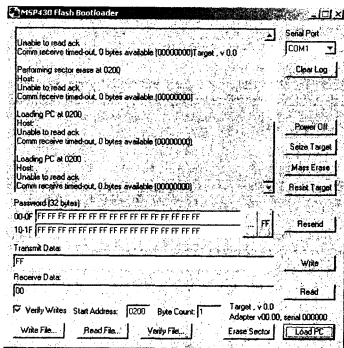 MSP430 Flash Bootloader
Unable to read ack
Comm receive timed-out, 0 bytes available [00000000]Target , v 0.0
Performing sector erase at 0200
Host:
Unable to read ack
Comm receive timed-out, 0 bytes available [00000000]
Loading PC at 0200
Host:
Unable to read ack
Comm receive timed-out, 0 bytes available [00000000]
Loading PC at 0200
Host:
Unable to read ack
Comm receive timed-out, 0 bytes available [00000000]
Serial Port
COM1
Clear Log
Power Off
Seize Target
Mass Erase
Resist Target
Password (32 bytes)
00-0F FF FF FF FF FF FF FF FF FF FF FF FF FF FF FF FF
10-1F FF FF FF FF FF FF FF FF FF FF FF FF FF FF FF FF
... FF
Resend
Transmit Data:
FF
Write
Receive Data:
00
Read
Verify Writes Start Address: 0200 Byte Count: 1
Target , v 0.0
Adapter v00.00, serial 000000
Write File... Read File... Verify File... Erase Sector Load PC